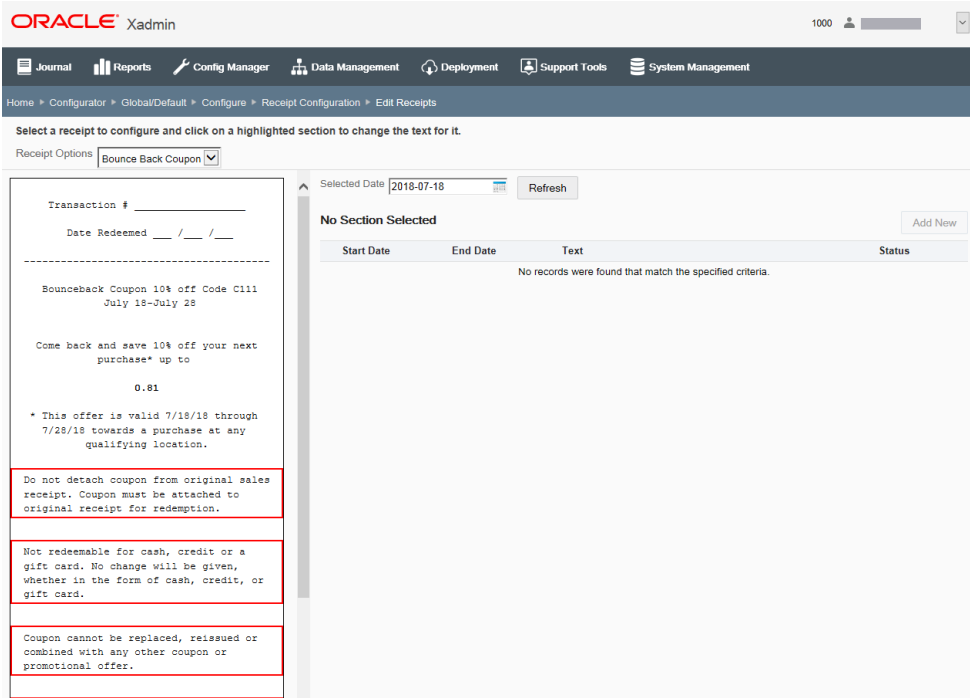 ORACLE® Xadmin
1000
Journal Reports Config Manager Data Management Deployment Support Tools System Management
Home Configurator Global/Default Configure Receipt Configuration Edit Receipts
Select a receipt to configure and click on a highlighted section to change the text for it.
Receipt Options Bounce Back Coupon
Transaction # __________________
Date Redeemed ___ /___ /___
----------------------------------------
Bounceback Coupon 10% off Code C111
July 18-July 28
Come back and save 10% off your next
purchase* up to
0.81
* This offer is valid 7/18/18 through
7/28/18 towards a purchase at any
qualifying location.
Do not detach coupon from original sales
receipt. Coupon must be attached to
original receipt for redemption.
Not redeemable for cash, credit or a
gift card. No change will be given,
whether in the form of cash, credit, or
gift card.
Coupon cannot be replaced, reissued or
combined with any other coupon or
promotional offer.
Selected Date 2018-07-18 Refresh
No Section Selected
Add New
Start Date End Date Text Status
No records were found that match the specified criteria.